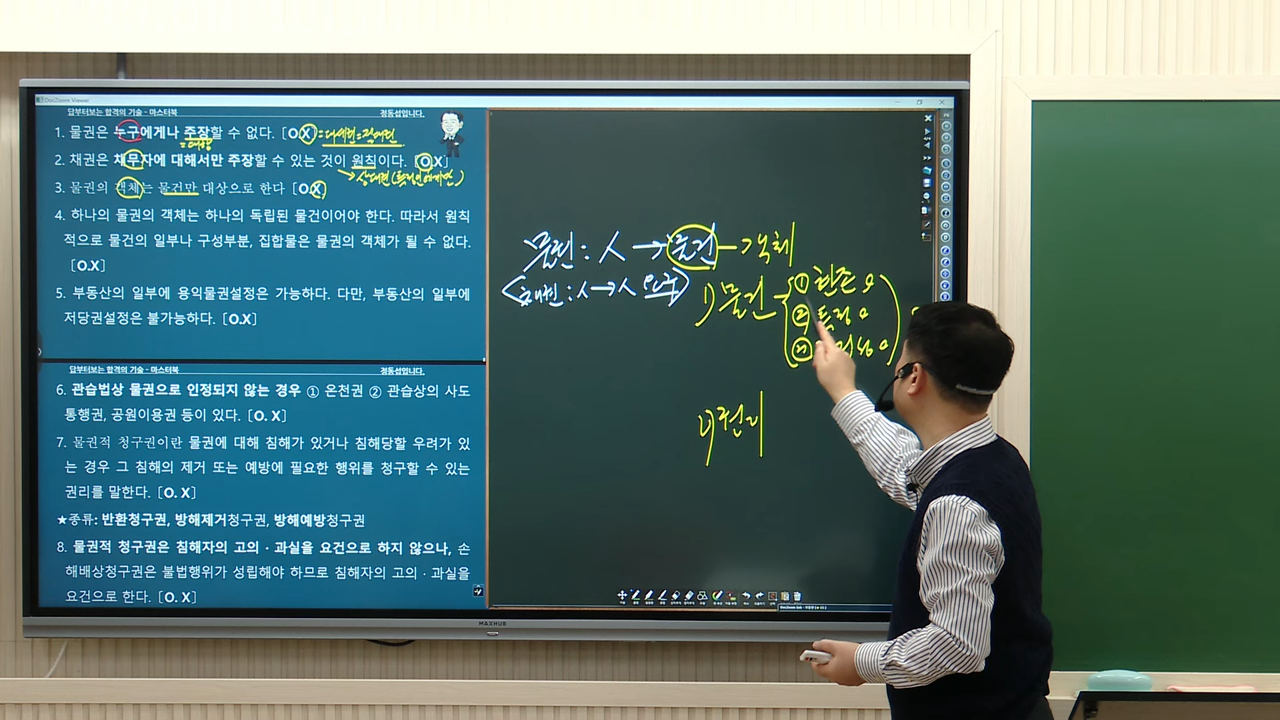 DocZoom Viewer
답부터보는 합격의 기술 - 마스터북 정동섭입니다.
1. 물권은 누구에게나 주장할 수 없다. [O.X] = 대세권 = 절대권
= 대항
2. 채권은 채무자에 대해서만 주장할 수 있는 것이 원칙이다. [O.X]
→ 상대권(특정인에게만)
3. 물권의 객체는 물건만 대상으로 한다 [O.X]
4. 하나의 물권의 객체는 하나의 독립된 물건이어야 한다. 따라서 원칙
적으로 물건의 일부나 구성부분, 집합물은 물권의 객체가 될 수 없다.
[O.X]
5. 부동산의 일부에 용익물권설정은 가능하다. 다만, 부동산의 일부에
저당권설정은 불가능하다. [O.X]
답부터보는 합격의 기술 - 마스터북 정동섭입니다.
6. 관습법상 물권으로 인정되지 않는 경우 ① 온천권 ② 관습상의 사도
통행권, 공원이용권 등이 있다. [O. X]
7. 물권적 청구권이란 물권에 대해 침해가 있거나 침해당할 우려가 있
는 경우 그 침해의 제거 또는 예방에 필요한 행위를 청구할 수 있는
권리를 말한다. [O. X]
★종류: 반환청구권, 방해제거청구권, 방해예방청구권
8. 물권적 청구권은 침해자의 고의 · 과실을 요건으로 하지 않으나, 손
해배상청구권은 불법행위가 성립해야 하므로 침해자의 고의 · 과실을
요건으로 한다. [O. X]
물권 : 人 → 물건 - 객체
채권 : 人 → 人
1) 물건 ① 현존 O
② 특정 O
③
2) 권리
MAXHUB